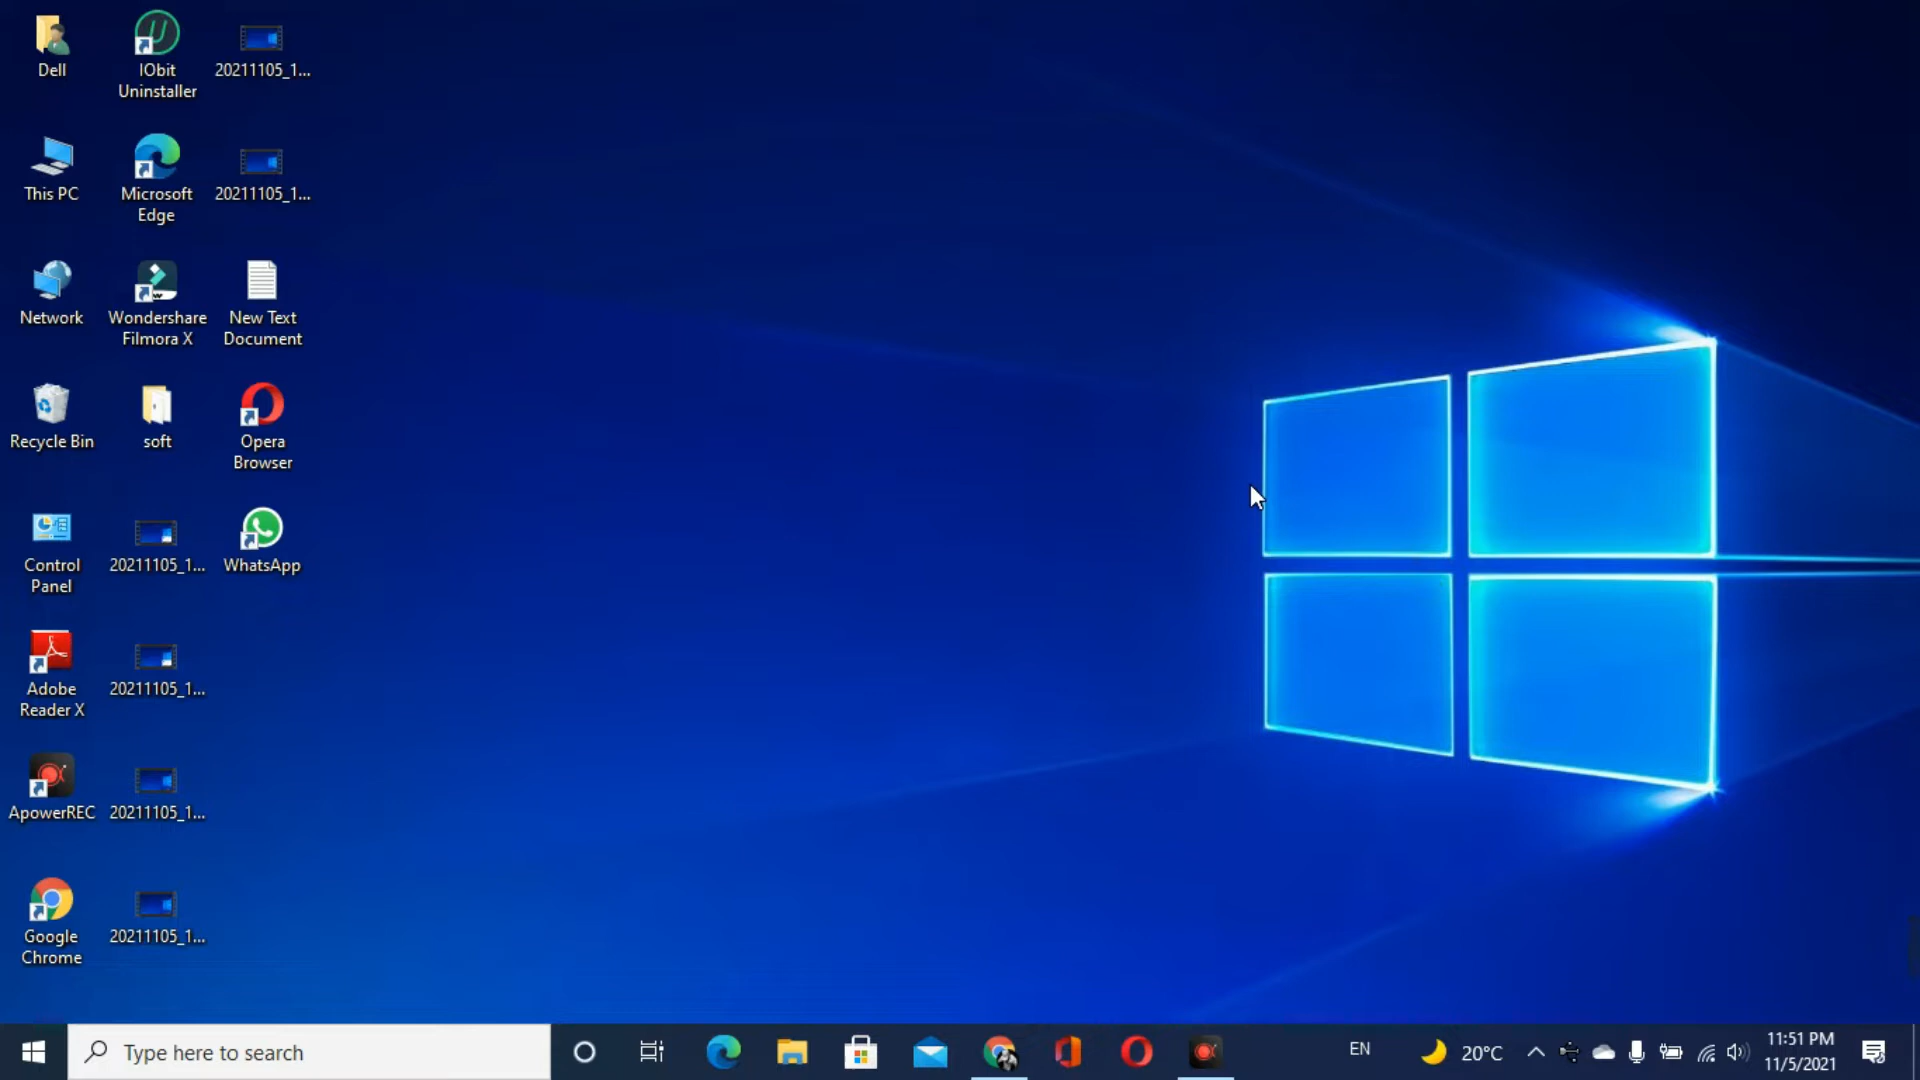 Dell
IObit
Uninstaller
20211105_1...
This PC
Microsoft
Edge
20211105_1...
Network
Wondershare
Filmora X
New Text
Document
Recycle Bin
soft
Opera
Browser
Control
Panel
20211105_1...
WhatsApp
Adobe
Reader X
20211105_1...
ApowerREC
20211105_1...
Google
Chrome
20211105_1...
Type here to search
EN
20°C
11:51 PM
11/5/2021